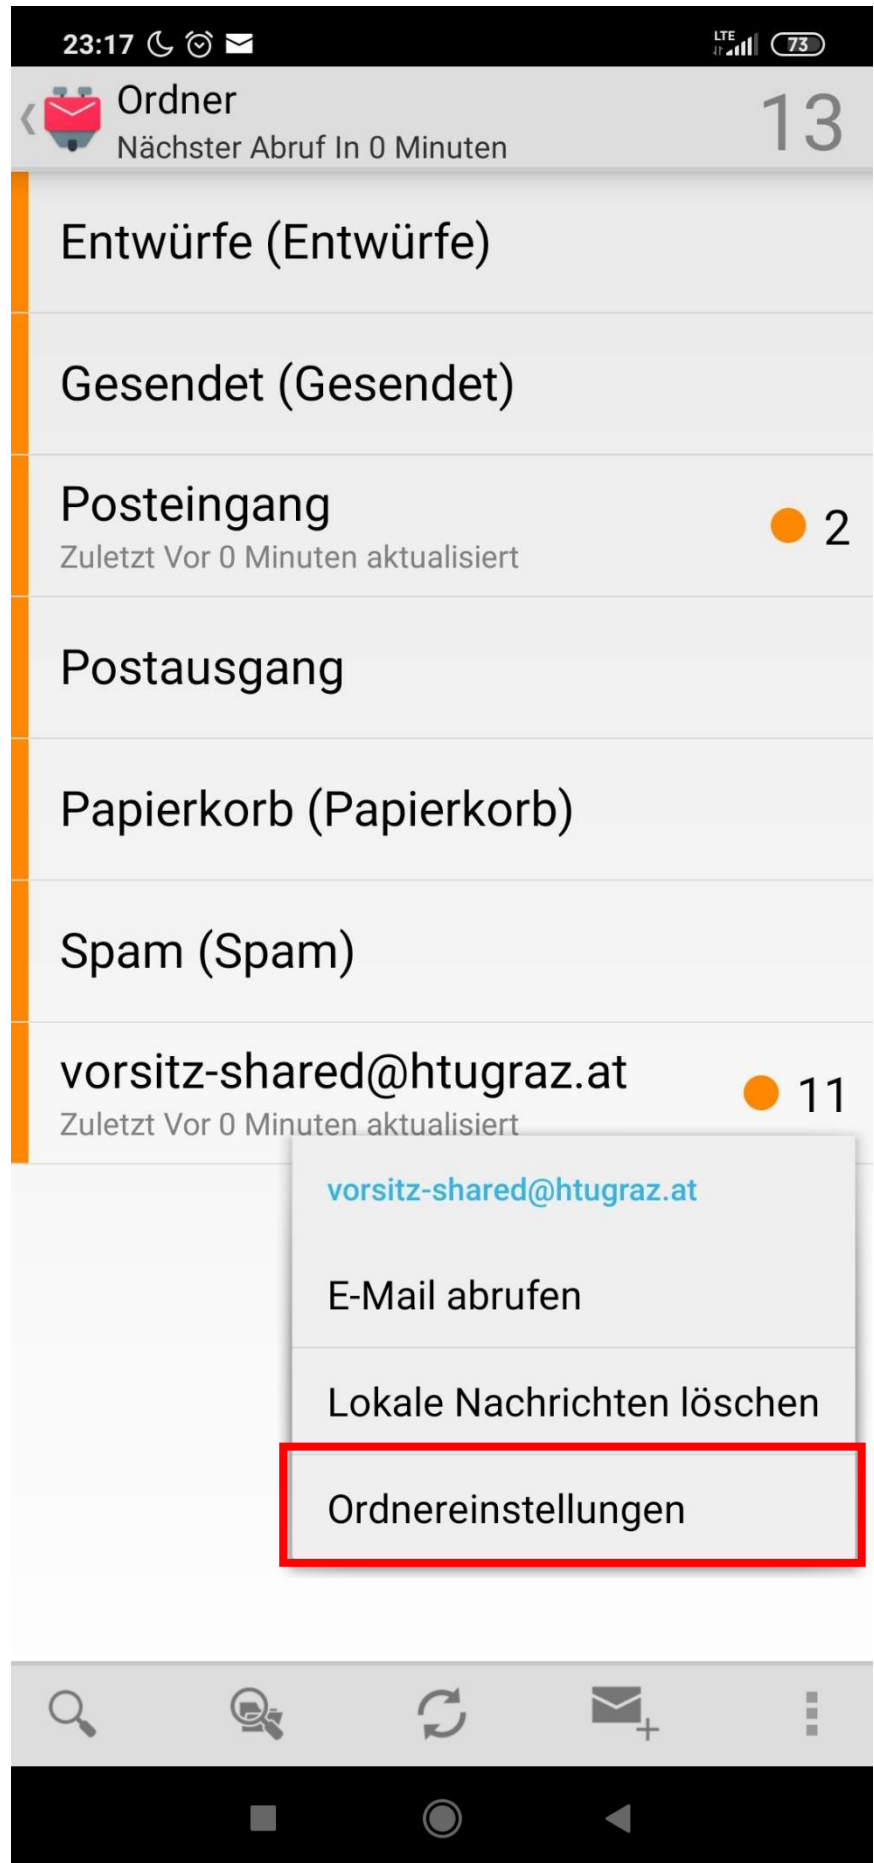 23:17
LTE
73
Ordner
Nächster Abruf In 0 Minuten
13
Entwürfe (Entwürfe)
Gesendet (Gesendet)
Posteingang
Zuletzt Vor 0 Minuten aktualisiert
2
Postausgang
Papierkorb (Papierkorb)
Spam (Spam)
vorsitz-shared@htugraz.at
Zuletzt Vor 0 Minuten aktualisiert
11
vorsitz-shared@htugraz.at
E-Mail abrufen
Lokale Nachrichten löschen
Ordnereinstellungen